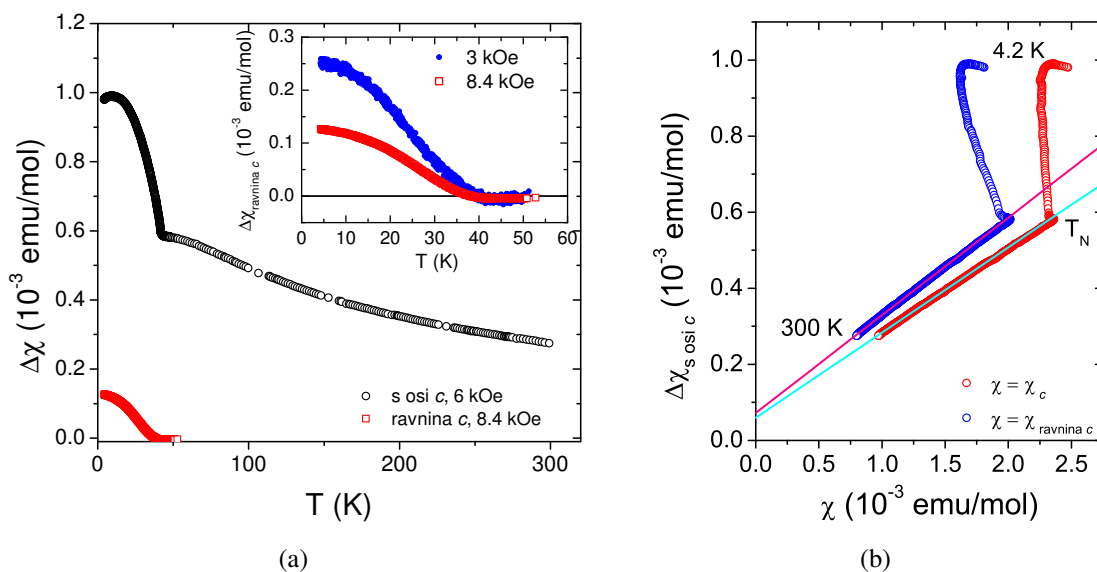 1.2
1.0
0.8
0.6
0.4
0.2
0.0
Δχ (10⁻³ emu/mol)
0 100 200 300
T (K)
s osi c, 6 kOe
ravnina c, 8.4 kOe
0.3
0.2
0.1
0.0
Δχravnina c (10⁻³ emu/mol)
3 kOe
8.4 kOe
0 10 20 30 40 50 60
T (K)
(a)
1.0
0.8
0.6
0.4
0.2
0.0
Δχs osi c (10⁻³ emu/mol)
4.2 K
TN
300 K
χ = χc
χ = χravnina c
0.0 0.5 1.0 1.5 2.0 2.5
χ (10⁻³ emu/mol)
(b)